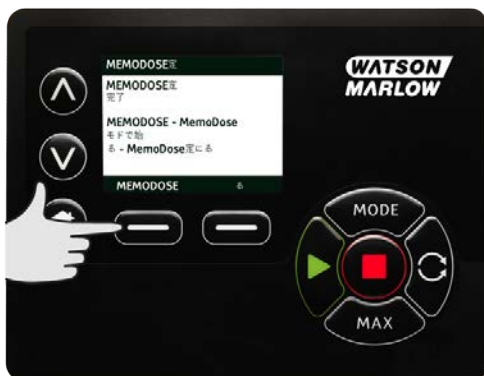 MEMODOSE定
MEMODOSE定
完了
MEMODOSE - MemoDose
モドで始
る - MemoDose定にる
MEMODOSE る
WATSON
MARLOW
MODE
MAX